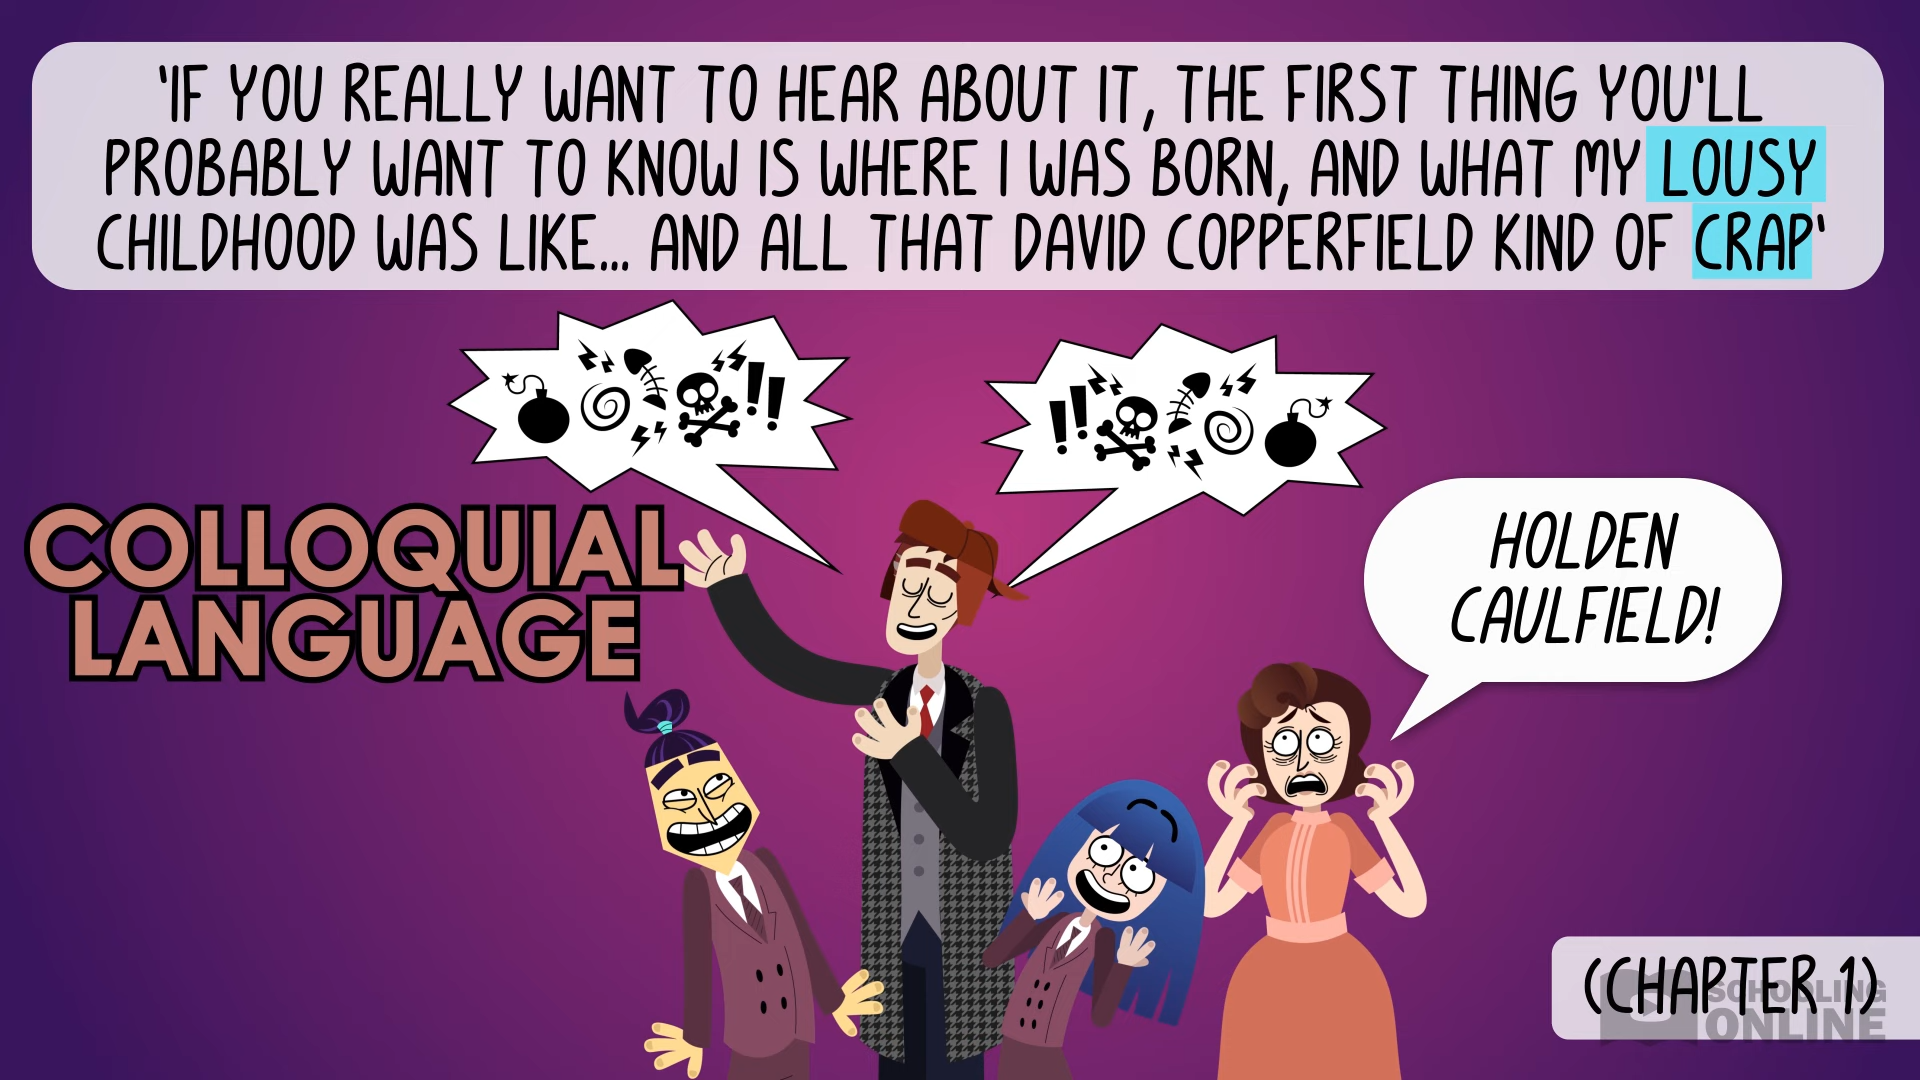 'IF YOU REALLY WANT TO HEAR ABOUT IT, THE FIRST THING YOU'LL
PROBABLY WANT TO KNOW IS WHERE I WAS BORN, AND WHAT MY LOUSY
CHILDHOOD WAS LIKE... AND ALL THAT DAVID COPPERFIELD KIND OF CRAP'
!!
!!
COLLOQUIAL
LANGUAGE
HOLDEN
CAULFIELD!
(CHAPTER 1)
SCHOOLING
ONLINE